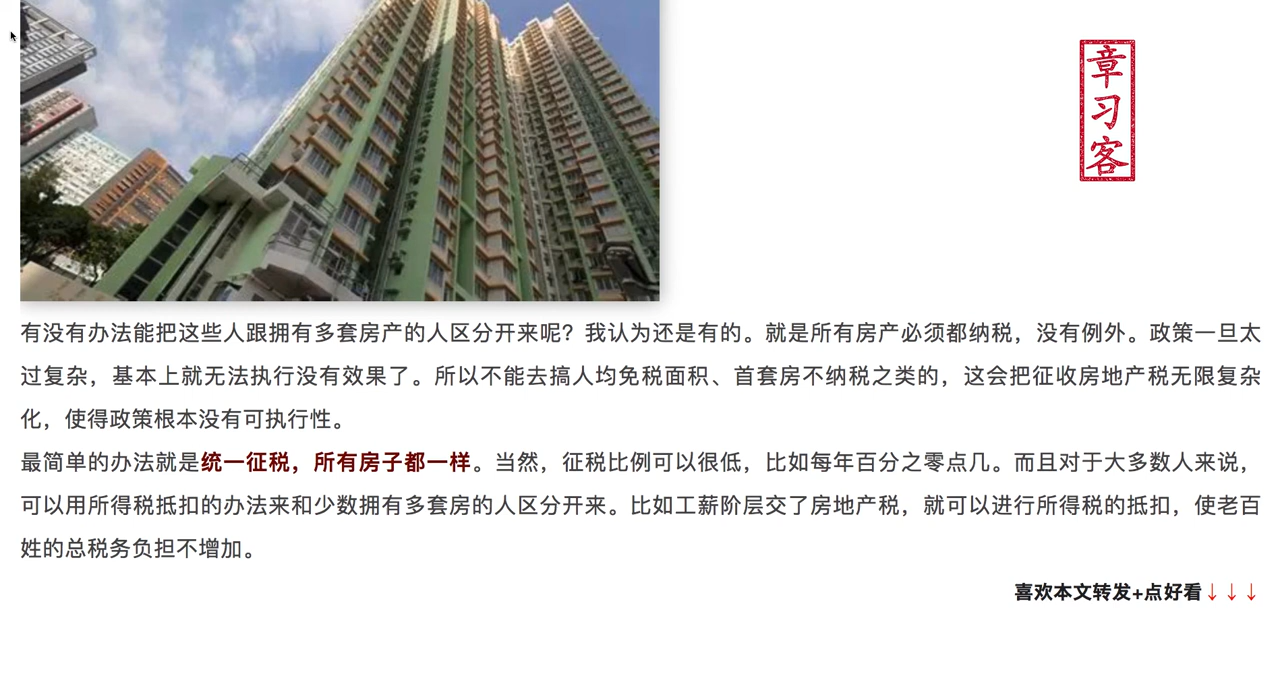 章习客
有没有办法能把这些人跟拥有多套房产的人区分开来呢？我认为还是有的。就是所有房产必须都纳税，没有例外。政策一旦太
过复杂，基本上就无法执行没有效果了。所以不能去搞人均免税面积、首套房不纳税之类的，这会把征收房地产税无限复杂
化，使得政策根本没有可执行性。
最简单的办法就是统一征税，所有房子都一样。当然，征税比例可以很低，比如每年百分之零点几。而且对于大多数人来说，
可以用所得税抵扣的办法来和少数拥有多套房的人区分开来。比如工薪阶层交了房地产税，就可以进行所得税的抵扣，使老百
姓的总税务负担不增加。
喜欢本文转发+点好看↓↓↓